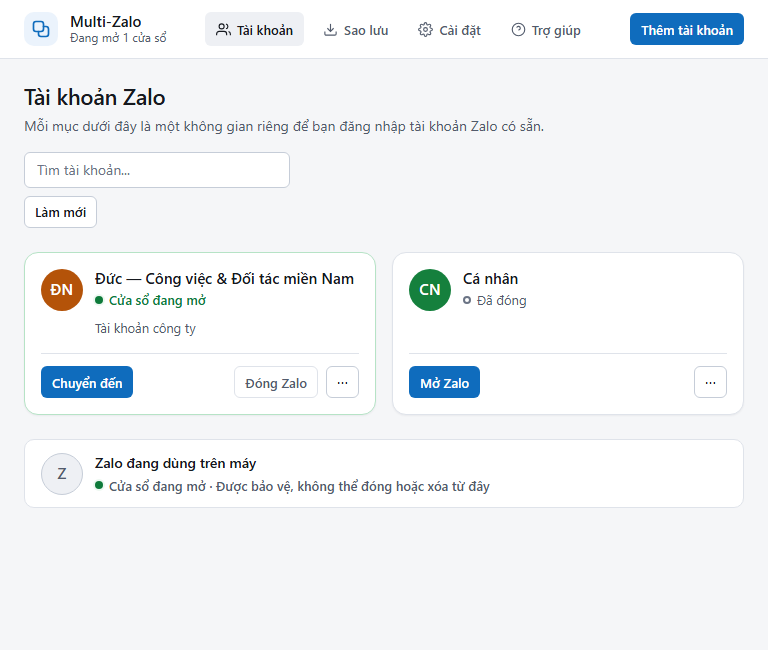 Multi-Zalo
Đang mở 1 cửa sổ
Tài khoản
Sao lưu
Cài đặt
Trợ giúp
Thêm tài khoản
Tài khoản Zalo
Mỗi mục dưới đây là một không gian riêng để bạn đăng nhập tài khoản Zalo có sẵn.
Tìm tài khoản...
Làm mới
ĐN
Đức — Công việc & Đối tác miền Nam
Cửa sổ đang mở
Tài khoản công ty
Chuyển đến
Đóng Zalo
...
CN
Cá nhân
Đã đóng
Mở Zalo
...
Z
Zalo đang dùng trên máy
Cửa sổ đang mở · Được bảo vệ, không thể đóng hoặc xóa từ đây